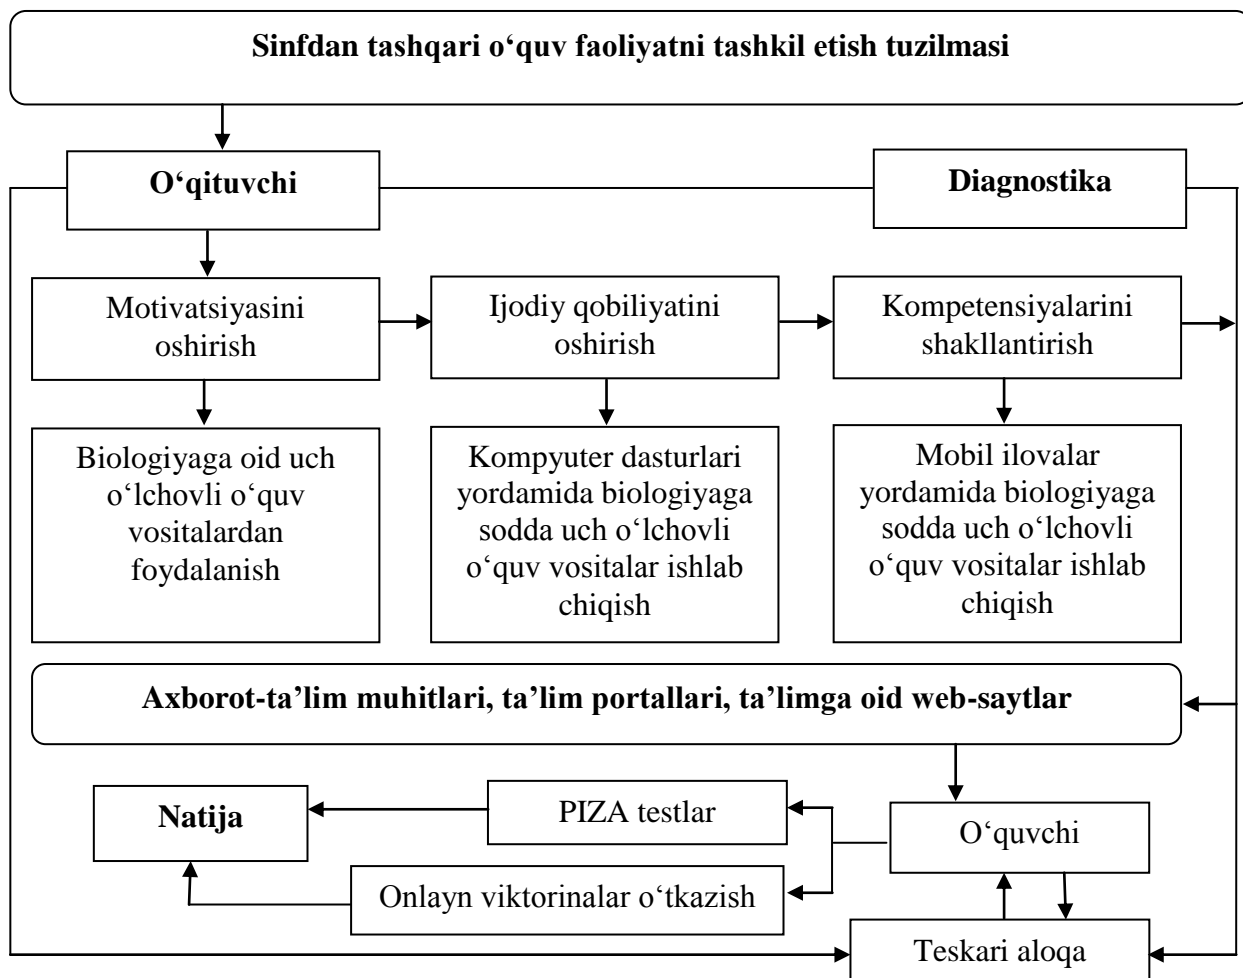 Sinfdan tashqari o‘quv faoliyatni tashkil etish tuzilmasi
O‘qituvchi
Diagnostika
Motivatsiyasini
oshirish
Ijodiy qobiliyatini
oshirish
Kompetensiyalarini
shakllantirish
Biologiyaga oid uch
o‘lchovli o‘quv
vositalardan
foydalanish
Kompyuter dasturlari
yordamida biologiyaga
sodda uch o‘lchovli
o‘quv vositalar ishlab
chiqish
Mobil ilovalar
yordamida biologiyaga
sodda uch o‘lchovli
o‘quv vositalar ishlab
chiqish
Axborot-ta’lim muhitlari, ta’lim portallari, ta’limga oid web-saytlar
Natija
PIZA testlar
O‘quvchi
Onlayn viktorinalar o‘tkazish
Teskari aloqa